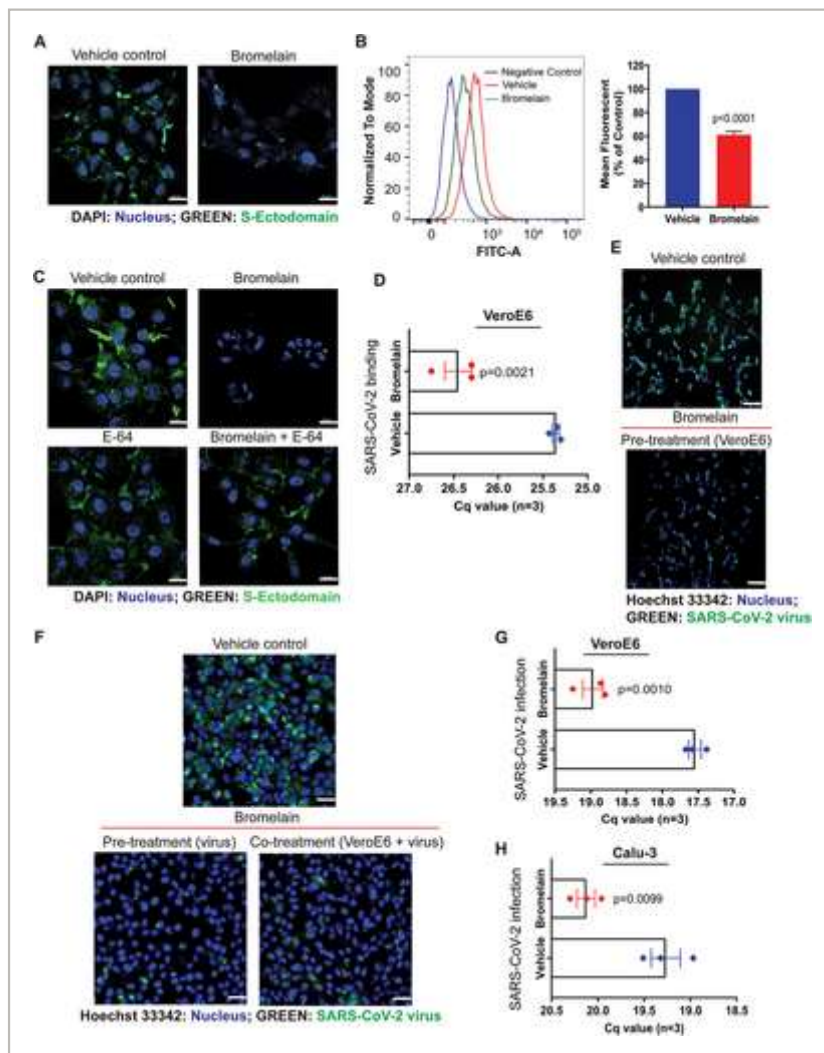 A
Vehicle control
Bromelain
DAPI: Nucleus; GREEN: S-Ectodomain
B
Normalized To Mode
100
80
60
40
20
0
Negative Control
Vehicle
Bromelain
0
10³
10⁴
10⁵
FITC-A
Mean Fluorescent
(% of Control)
120
100
80
60
40
20
0
p<0.0001
Vehicle
Bromelain
C
Vehicle control
Bromelain
E-64
Bromelain + E-64
DAPI: Nucleus; GREEN: S-Ectodomain
D
VeroE6
SARS-CoV-2 binding
Bromelain
Vehicle
p=0.0021
27.0
26.5
26.0
25.5
25.0
Cq value (n=3)
E
Vehicle control
Bromelain
Pre-treatment (VeroE6)
Hoechst 33342: Nucleus;
GREEN: SARS-CoV-2 virus
F
Vehicle control
Bromelain
Pre-treatment (virus)
Co-treatment (VeroE6 + virus)
Hoechst 33342: Nucleus; GREEN: SARS-CoV-2 virus
G
VeroE6
SARS-CoV-2 infection
Bromelain
Vehicle
p=0.0010
19.5
19.0
18.5
18.0
17.5
17.0
Cq value (n=3)
H
Calu-3
SARS-CoV-2 infection
Bromelain
Vehicle
p=0.0099
20.5
20.0
19.5
19.0
18.5
Cq value (n=3)